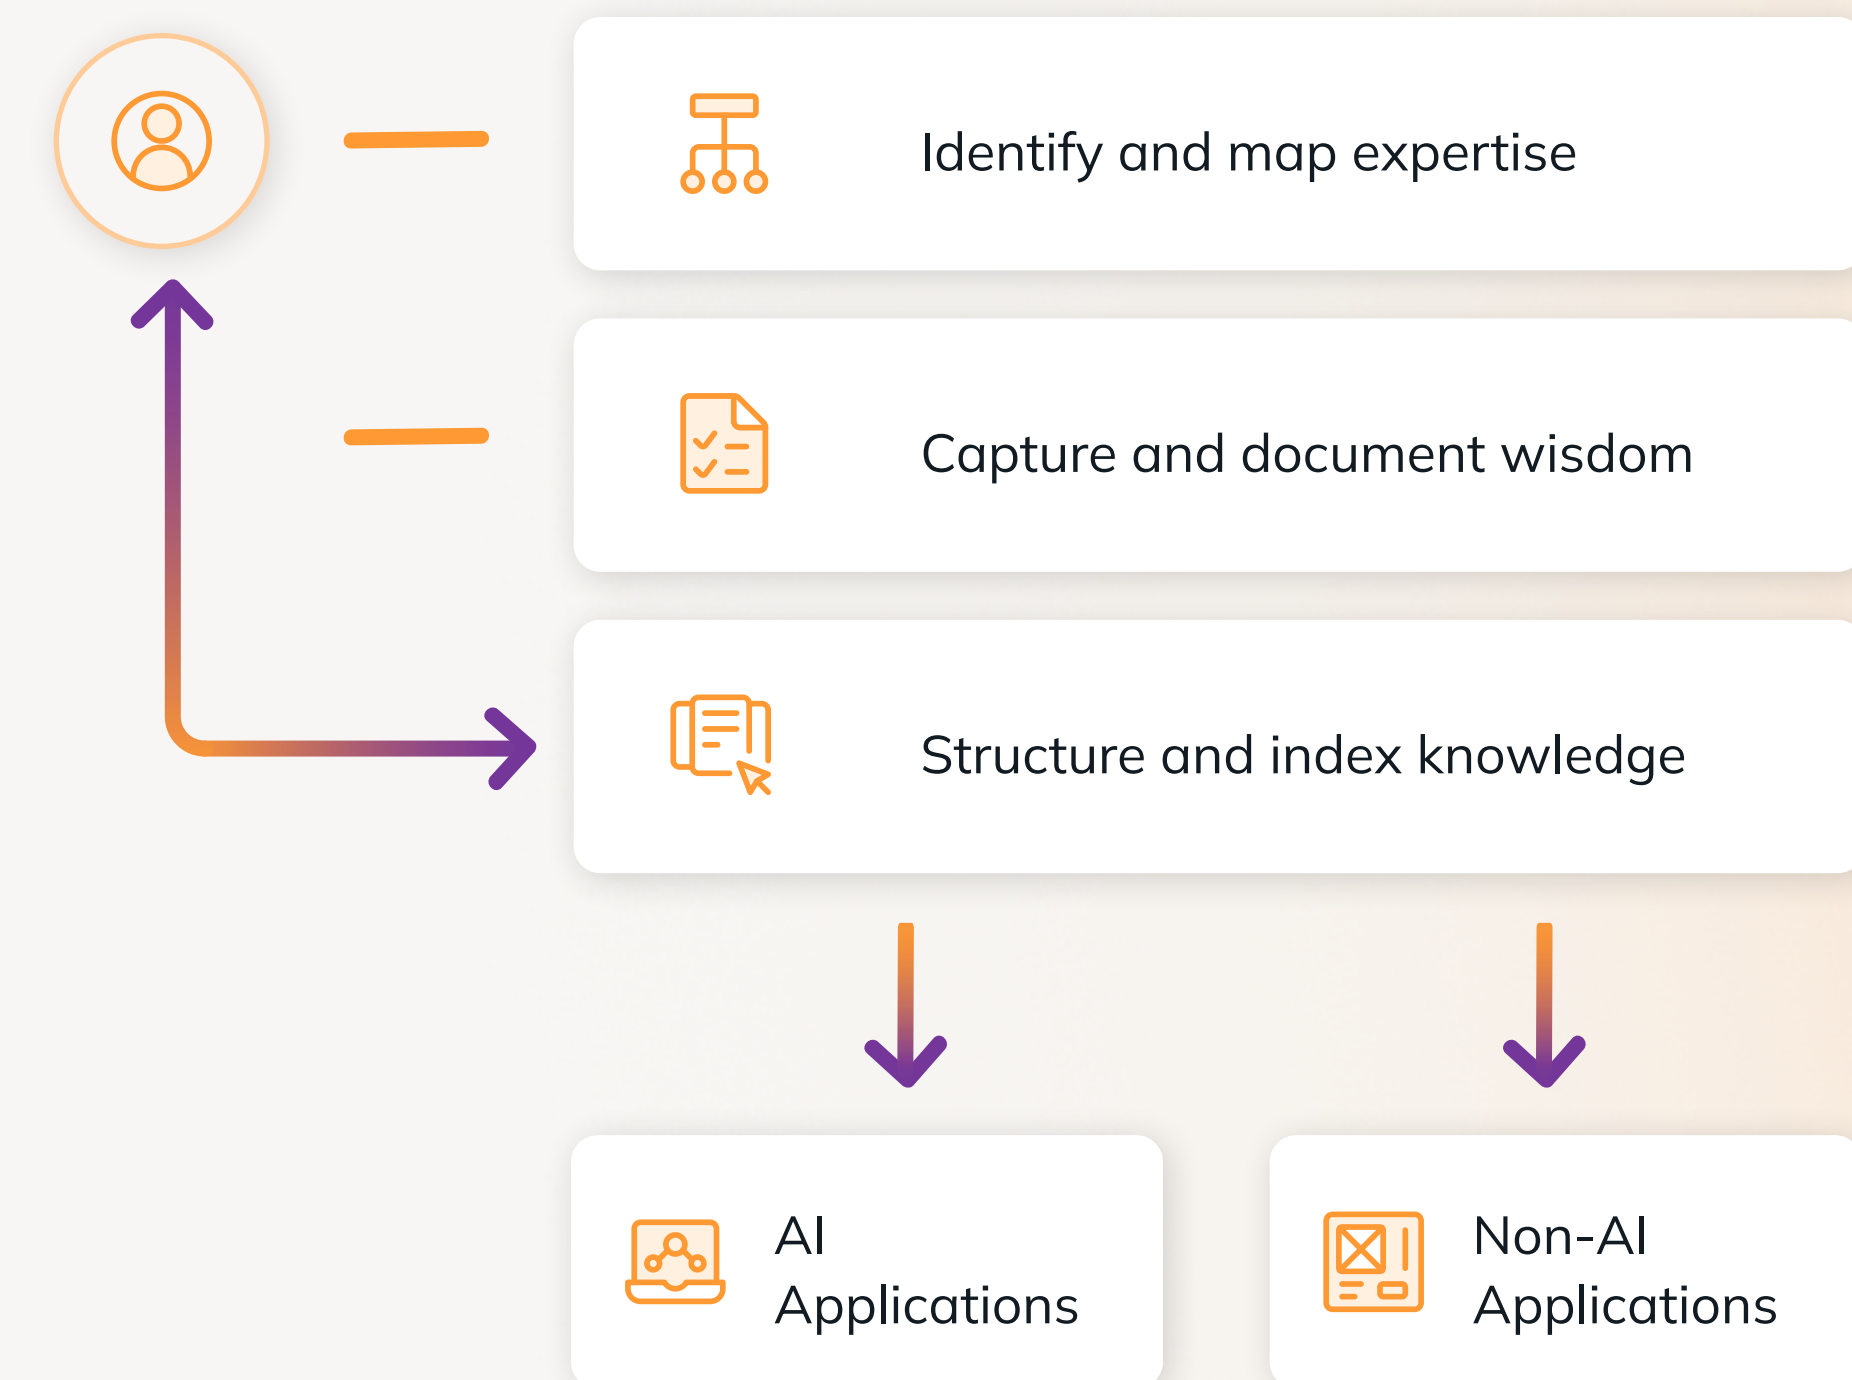 Identify and map expertise
Capture and document wisdom
Structure and index knowledge
AI
Applications
Non-AI
Applications